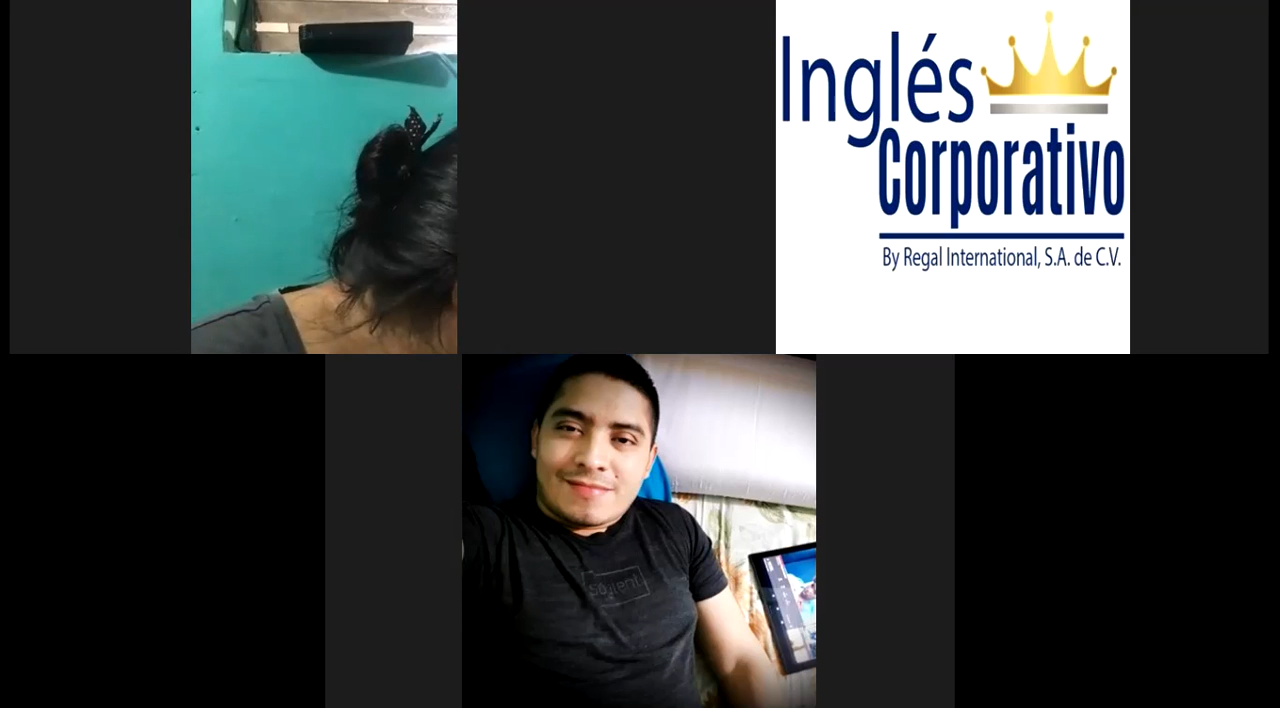 Inglés
Corporativo
By Regal International, S.A. de C.V.